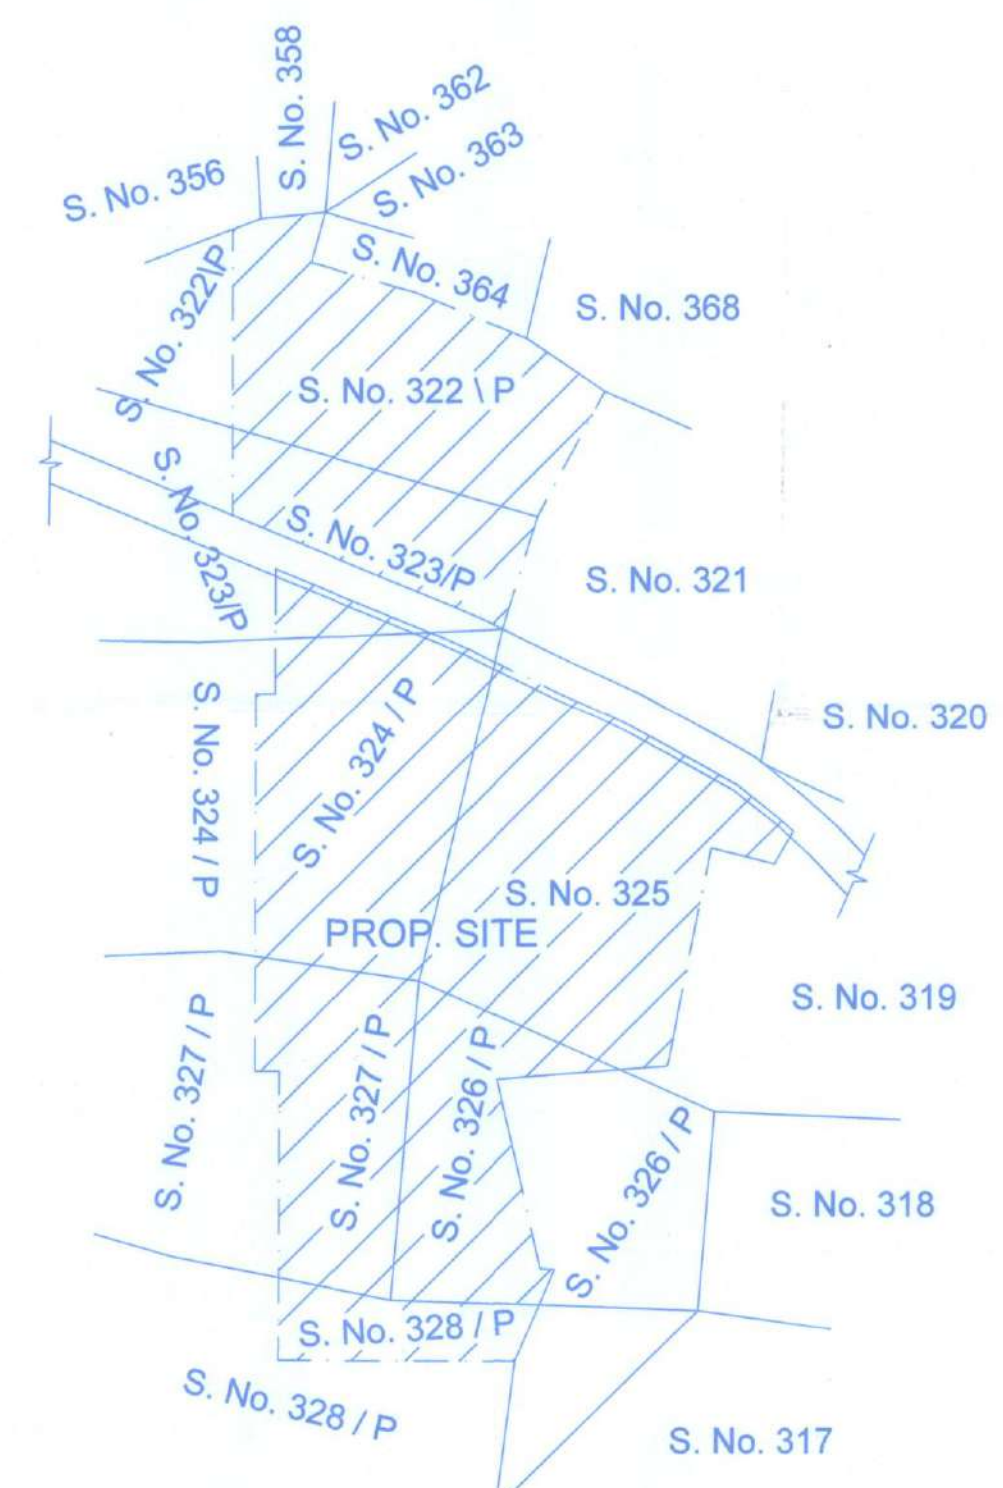 S. No. 358
S. No. 362
S. No. 363
S. No. 356
S. No. 364
S. No. 368
S. No. 322\P
S. No. 322 \ P
S. No. 323/P
S. No. 323/P
S. No. 321
S. No. 320
S. No. 324 / P
S. No. 324 / P
S. No. 325
PROP. SITE
S. No. 319
S. No. 327 / P
S. No. 327 / P
S. No. 326 / P
S. No. 326 / P
S. No. 318
S. No. 328 / P
S. No. 328 / P
S. No. 317